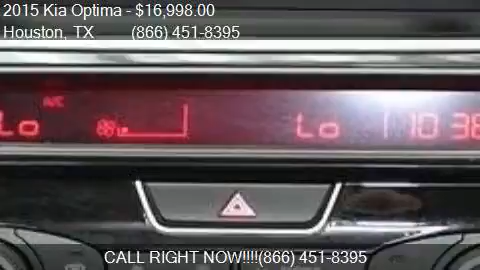 2015 Kia Optima - $16,998.00
Houston, TX (866) 451-8395
A/C
Lo Lo 10:38
CALL RIGHT NOW!!!!(866) 451-8395